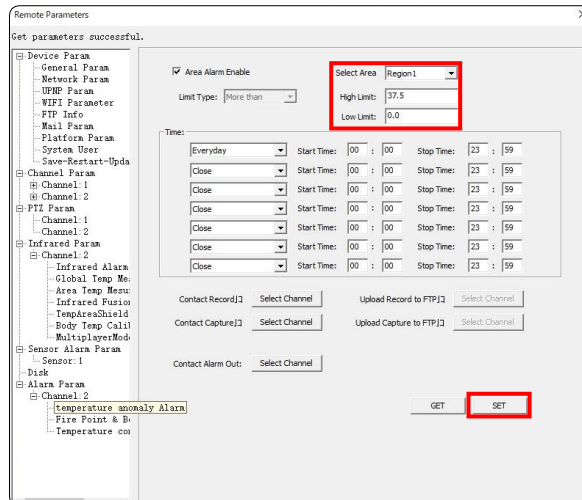 Remote Parameters
Get parameters successful.
Device Param
General Param
Network Param
UPNP Param
WIFI Parameter
FTP Info
Mail Param
Platform Param
System User
Save-Restart-Upda
Channel Param
Channel:1
Channel:2
PTZ Param
Channel:1
Channel:2
Infrared Param
Channel:2
Infrared Alarm
Global Temp Me
Area Temp Mesu
Infrared Fusio
TempAreaShield
Body Temp Cali
MultiplayerMod
Sensor Alarm Param
Sensor:1
Disk
Alarm Param
Channel:2
temperature anomaly Alarm
Fire Point & B
Temperature co
Area Alarm Enable Select Area Region1
Limit Type: More than High Limit: 37.5
Low Limit: 0.0
Time:
Everyday Start Time: 00 : 00 Stop Time: 23 : 59
Close Start Time: 00 : 00 Stop Time: 23 : 59
Close Start Time: 00 : 00 Stop Time: 23 : 59
Close Start Time: 00 : 00 Stop Time: 23 : 59
Close Start Time: 00 : 00 Stop Time: 23 : 59
Close Start Time: 00 : 00 Stop Time: 23 : 59
Close Start Time: 00 : 00 Stop Time: 23 : 59
Contact Record Select Channel Upload Record to FTP Select Channel
Contact Capture Select Channel Upload Capture to FTP Select Channel
Contact Alarm Out: Select Channel
GET SET